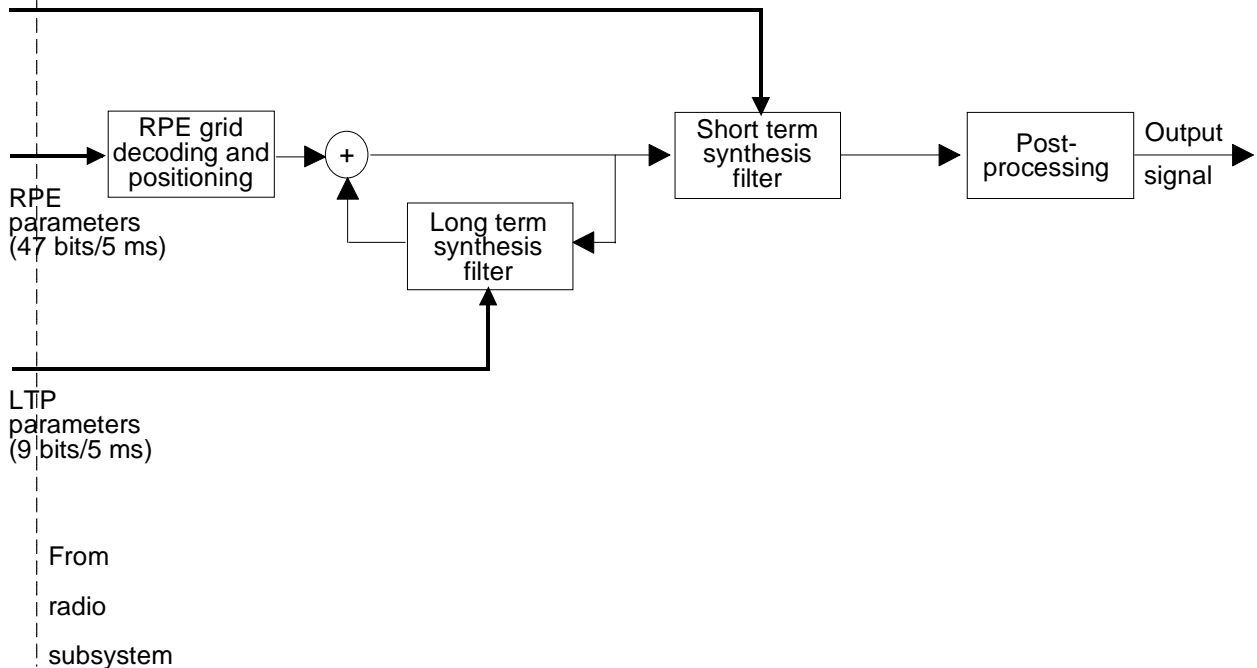 RPE grid
decoding and
positioning
+
Short term
synthesis
filter
Post-
processing
Output
signal
RPE
parameters
(47 bits/5 ms)
Long term
synthesis
filter
LTP
parameters
(9 bits/5 ms)
From
radio
subsystem